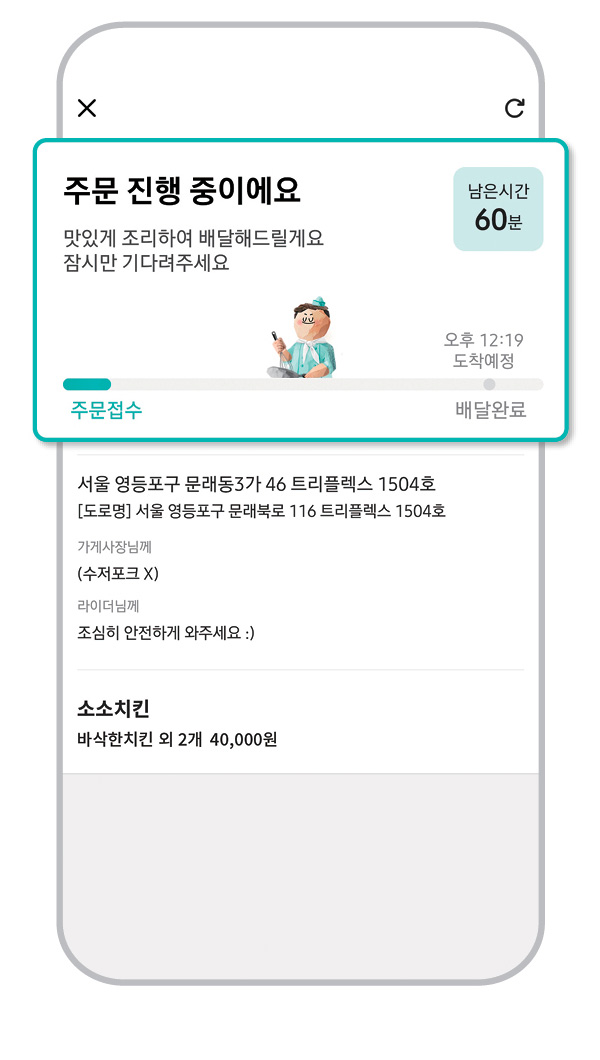 주문 진행 중이에요
남은시간
60분
맛있게 조리하여 배달해드릴게요
잠시만 기다려주세요
오후 12:19
도착예정
주문접수
배달완료
서울 영등포구 문래동3가 46 트리플렉스 1504호
[도로명] 서울 영등포구 문래북로 116 트리플렉스 1504호
가게사장님께
(수저포크 X)
라이더님께
조심히 안전하게 와주세요 :)
소소치킨
바삭한치킨 외 2개 40,000원